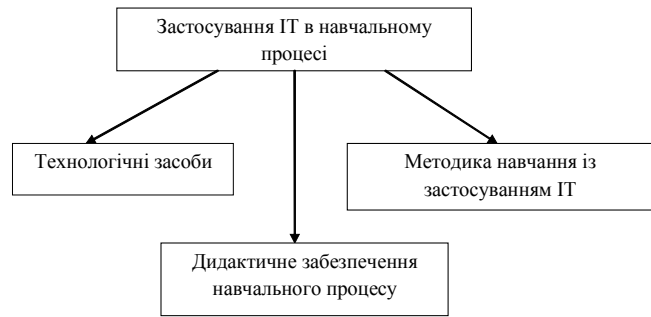 Застосування ІТ в навчальному
процесі
Технологічні засоби
Методика навчання із
застосуванням ІТ
Дидактичне забезпечення
навчального процесу